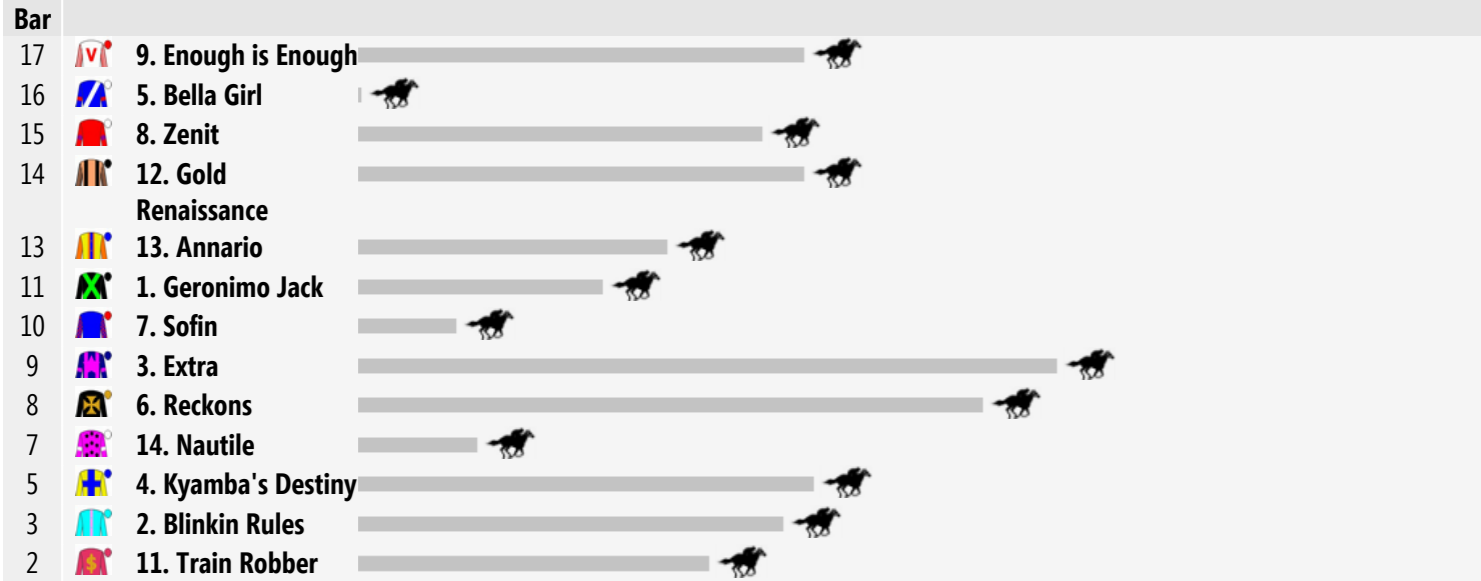 Bar
17 V 9. Enough is Enough
16 5. Bella Girl
15 8. Zenit
14 12. Gold
Renaissance
13 13. Annario
11 1. Geronimo Jack
10 7. Sofin
9 3. Extra
8 6. Reckons
7 14. Nautile
5 4. Kyamba's Destiny
3 2. Blinkin Rules
2 $ 11. Train Robber